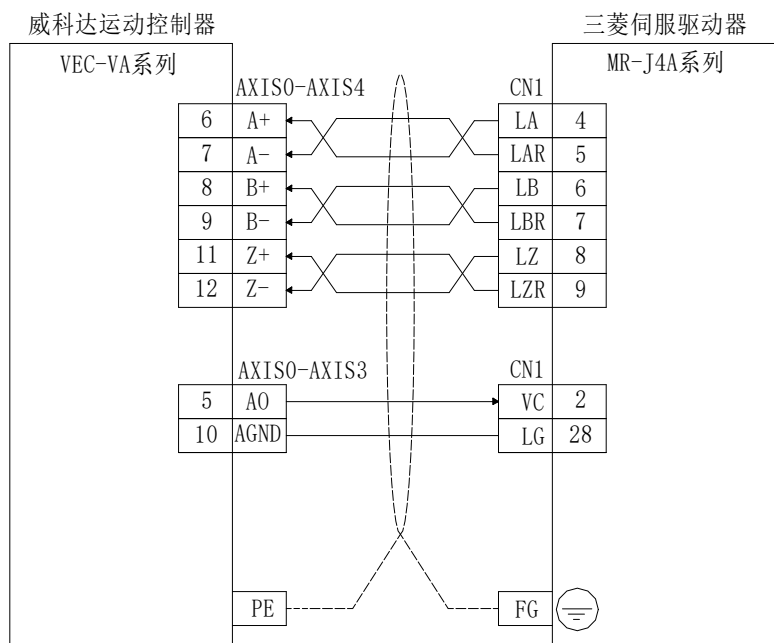 威科达运动控制器 三菱伺服驱动器
VEC-VA系列 MR-J4A系列
AXIS0-AXIS4 CN1
6 A+ LA 4
7 A- LAR 5
8 B+ LB 6
9 B- LBR 7
11 Z+ LZ 8
12 Z- LZR 9
AXIS0-AXIS3 CN1
5 AO VC 2
10 AGND LG 28
PE FG